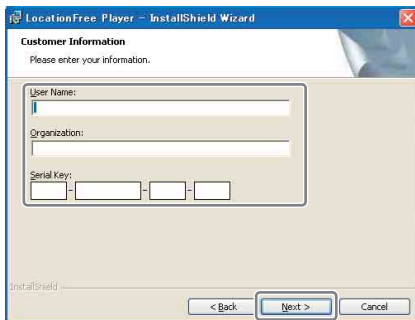 LocationFree Player - InstallShield Wizard
Customer Information
Please enter your information.
User Name:
Organization:
Serial Key:
- - -
InstallShield
< Back Next > Cancel